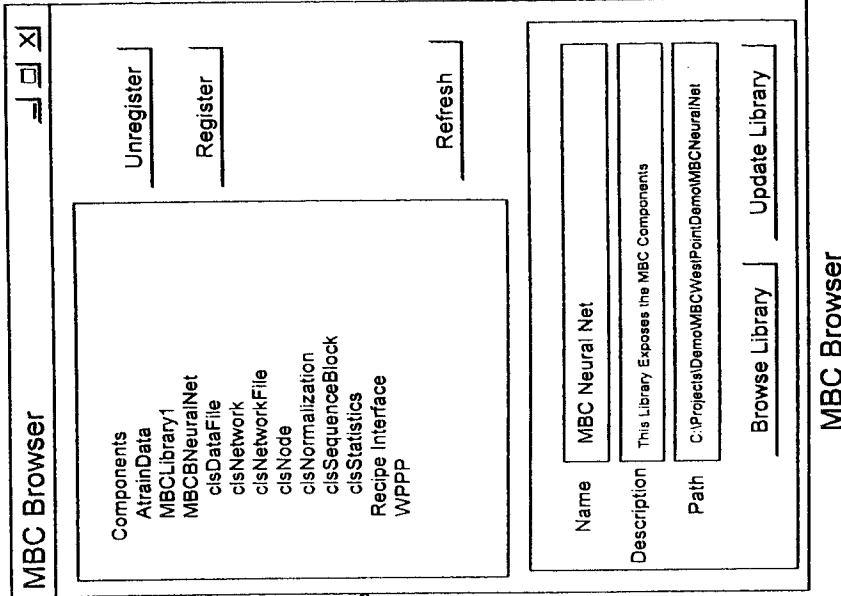 MBC Browser
Components
AtrainData
MBCLibrary1
MBCBNeuralNet
clsDataFile
clsNetwork
clsNetworkFile
clsNode
clsNormalization
clsSequenceBlock
clsStatistics
Recipe Interface
WPPP
Unregister
Register
Refresh
Name MBC Neural Net
Description This Library Exposes the MBC Components
Path C:\Projects\Demo\MBCWestPointDemo\MBCNeuralNet
Browse Library Update Library
MBC Browser